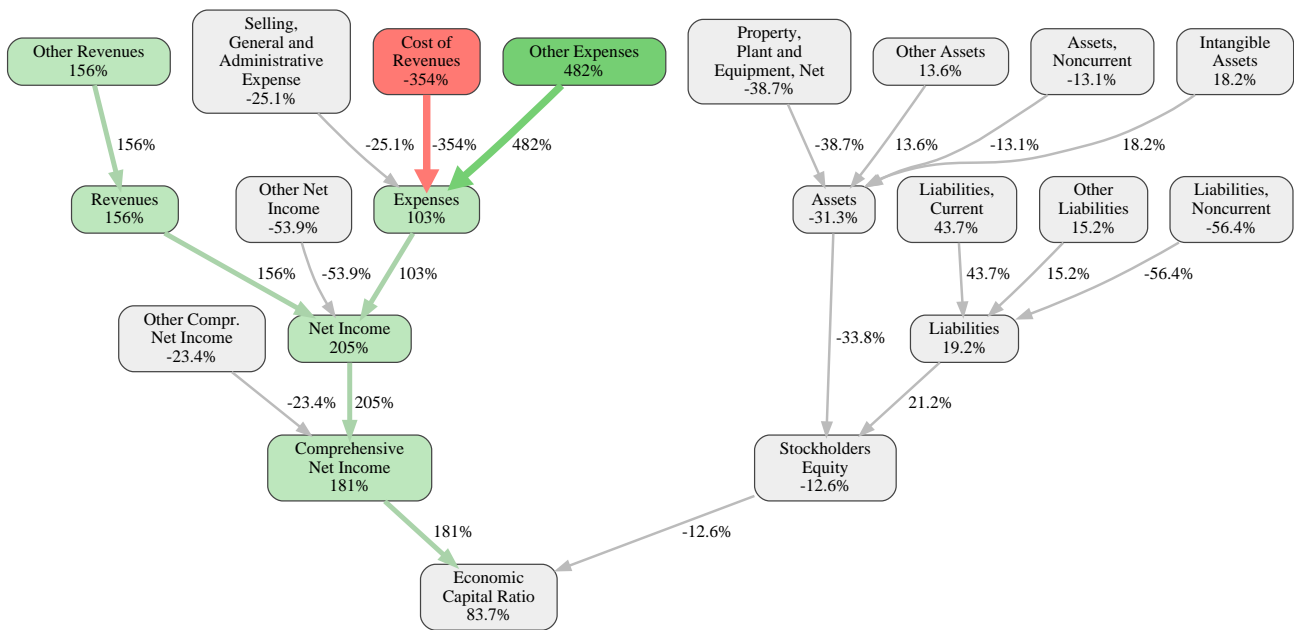 Other Revenues
156%
Selling,
General and
Administrative
Expense
-25.1%
Cost of
Revenues
-354%
Other Expenses
482%
Property,
Plant and
Equipment, Net
-38.7%
Other Assets
13.6%
Assets,
Noncurrent
-13.1%
Intangible
Assets
18.2%
156%
-25.1%
-354%
482%
-38.7%
13.6%
-13.1%
18.2%
Revenues
156%
Other Net
Income
-53.9%
Expenses
103%
Assets
-31.3%
Liabilities,
Current
43.7%
Other
Liabilities
15.2%
Liabilities,
Noncurrent
-56.4%
156%
-53.9%
103%
43.7%
15.2%
-56.4%
Other Compr.
Net Income
-23.4%
Net Income
205%
-33.8%
Liabilities
19.2%
-23.4%
205%
21.2%
Comprehensive
Net Income
181%
Stockholders
Equity
-12.6%
181%
-12.6%
Economic
Capital Ratio
83.7%